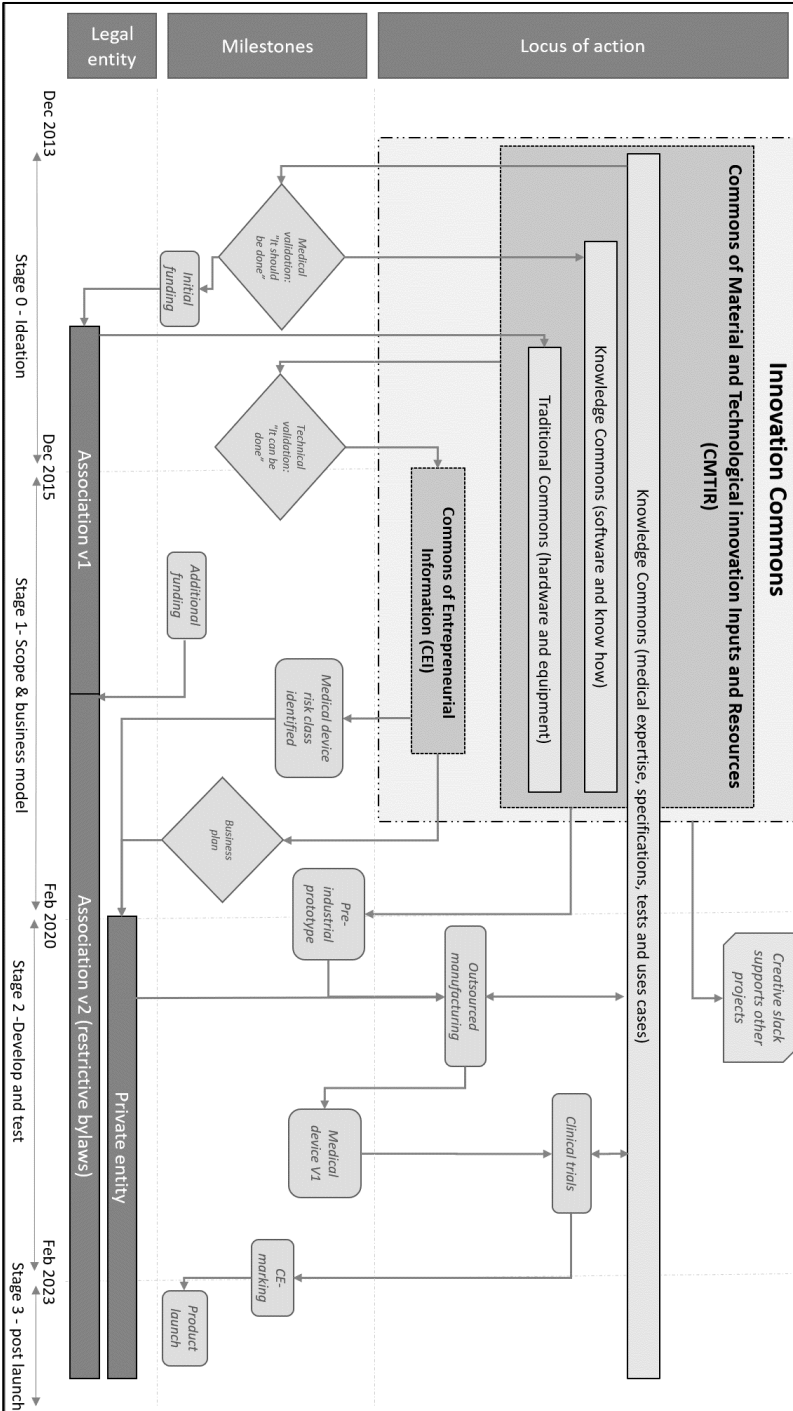 Innovation Commons
Commons of Material and Technological innovation Inputs and Resources
(CMTIR)
Knowledge Commons (medical expertise, specifications, tests and uses cases)
Knowledge Commons (software and know how)
Traditional Commons (hardware and equipment)
Commons of Entrepreneurial
Information (CEI)
Creative slack
supports other
projects
Locus of action
Outsourced
manufacturing
Clinical trials
Milestones
Medical
validation:
"It should
be done"
Initial
funding
Technical
validation:
"It can be
done"
Additional
funding
Medical device
risk class
identified
Business
plan
Pre-
industrial
prototype
Medical
device V1
CE-
marking
Product
launch
Legal
entity
Association v1
Association v2 (restrictive bylaws)
Private entity
Dec 2013
Dec 2015
Feb 2020
Feb 2023
Stage 0 - Ideation
Stage 1- Scope & business model
Stage 2 -Develop and test
Stage 3 - post launch